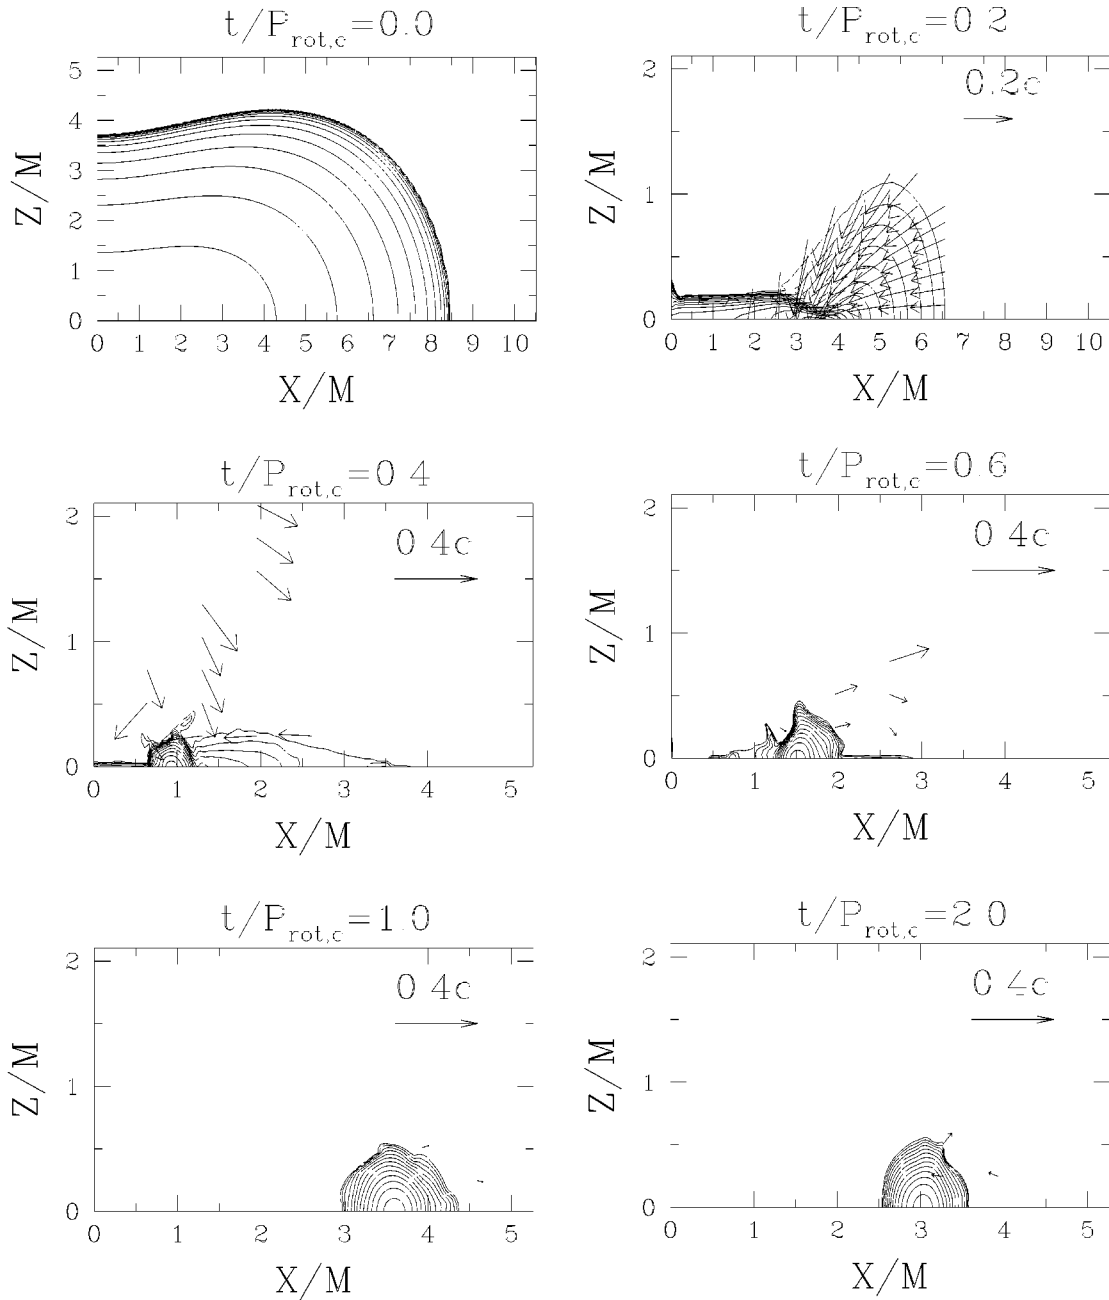 t/P_rot,c=0.0
5
4
3
2
1
0
Z/M
0 1 2 3 4 5 6 7 8 9 10
X/M
t/P_rot,c=0 2
0.2c
2
1
0
Z/M
0 1 2 3 4 5 6 7 8 9 10
X/M
t/P_rot,c=0 4
0 4c
2
1
0
Z/M
0 1 2 3 4 5
X/M
t/P_rot,c=0.6
0 4c
2
1
0
Z/M
0 1 2 3 4 5
X/M
t/P_rot,c=1.0
0 4c
2
1
0
Z/M
0 1 2 3 4 5
X/M
t/P_rot,c=2 0
0 4c
2
1
0
Z/M
0 1 2 3 4 5
X/M